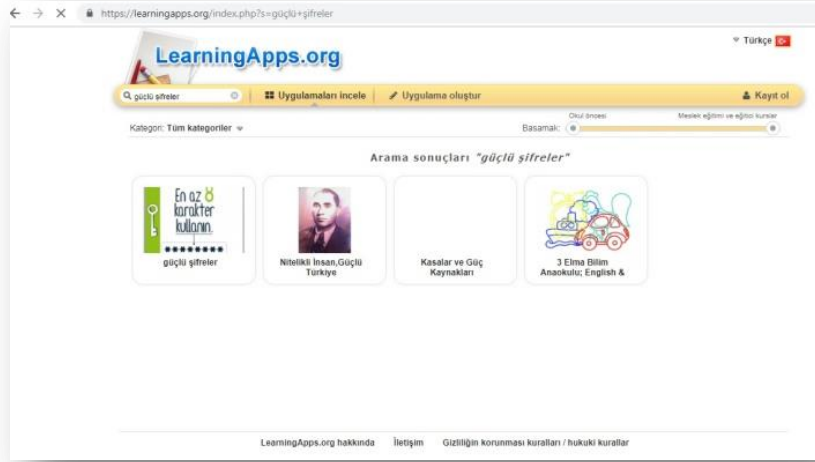 https://learningapps.org/index.php?s=güçlü+şifreler
Türkçe
LearningApps.org
güçlü şifreler
Uygulamaları incele
Uygulama oluştur
Kayıt ol
Kategori: Tüm kategoriler
Basamak:
Okul öncesi
Meslek eğitimi ve eğitici kurslar
Arama sonuçları "güçlü şifreler"
En az 8
karakter
kullanın.
güçlü şifreler
Nitelikli İnsan,Güçlü
Türkiye
Kasalar ve Güç
Kaynakları
3 Elma Bilim
Anaokulu; English &
LearningApps.org hakkında
İletişim
Gizliliğin korunması kuralları / hukuki kurallar